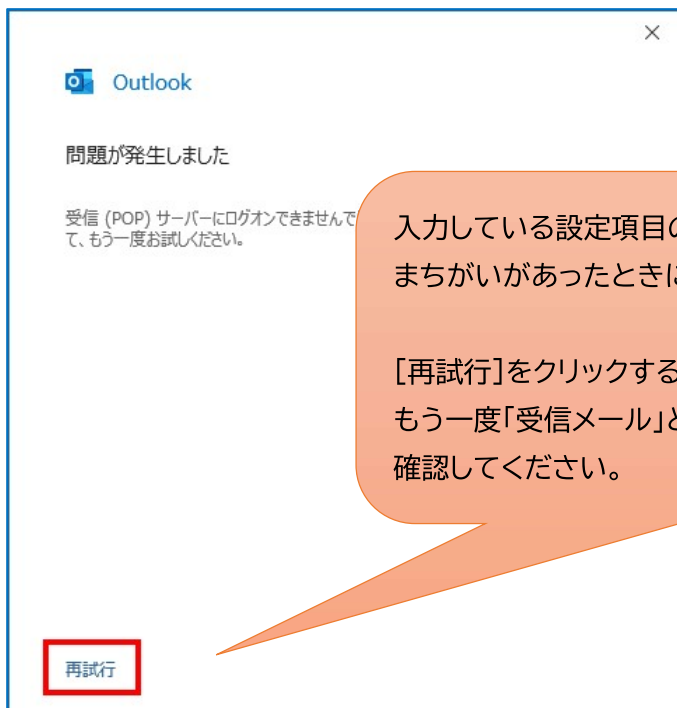 Outlook
問題が発生しました
受信 (POP) サーバーにログオンできませんで
て、もう一度お試しください。
入力している設定項目の
まちがいがあったときに
[再試行]をクリックする
もう一度「受信メール」と
確認してください。
再試行